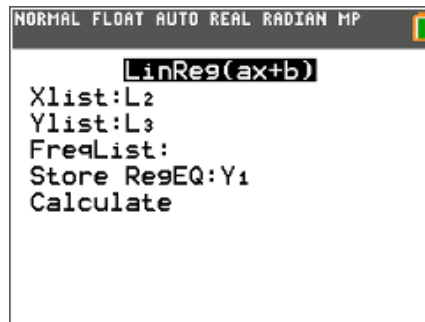 NORMAL FLOAT AUTO REAL RADIAN MP
LinReg(ax+b)
Xlist:L₂
Ylist:L₃
FreqList:
Store RegEQ:Y₁
Calculate